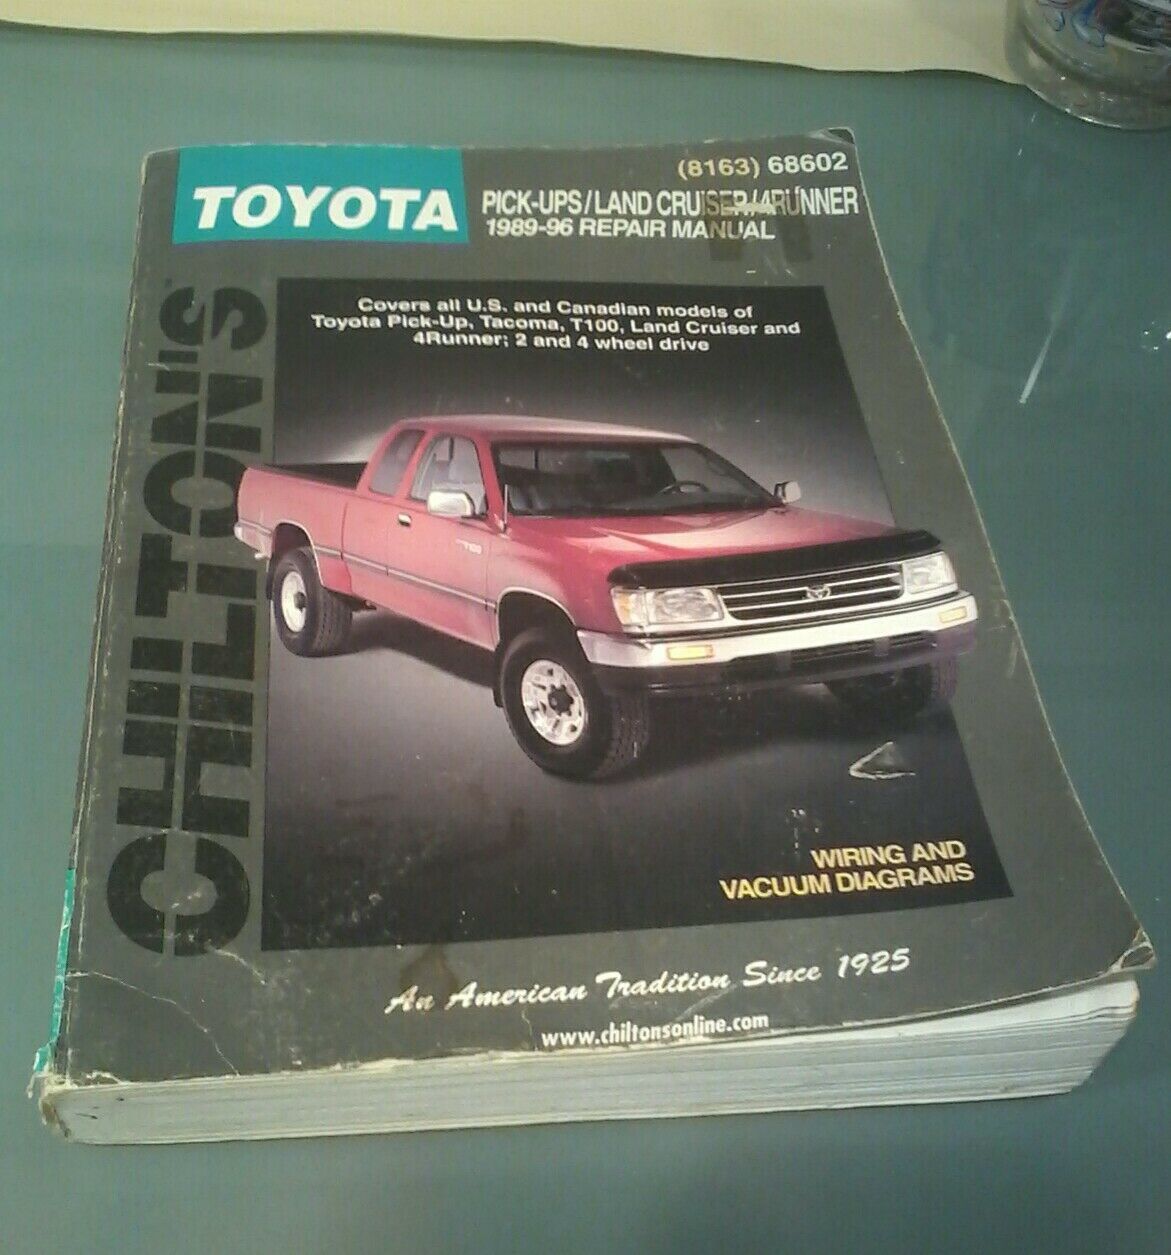 (8163) 68602
TOYOTA
PICK-UPS/LAND CRUISER/4RUNNER
1989-96 REPAIR MANUAL
CHILTON'S
Covers all U.S. and Canadian models of
Toyota Pick-Up, Tacoma, T100, Land Cruiser and
4Runner; 2 and 4 wheel drive
T100
WIRING AND
VACUUM DIAGRAMS
An American Tradition Since 1925
www.chiltonsonline.com